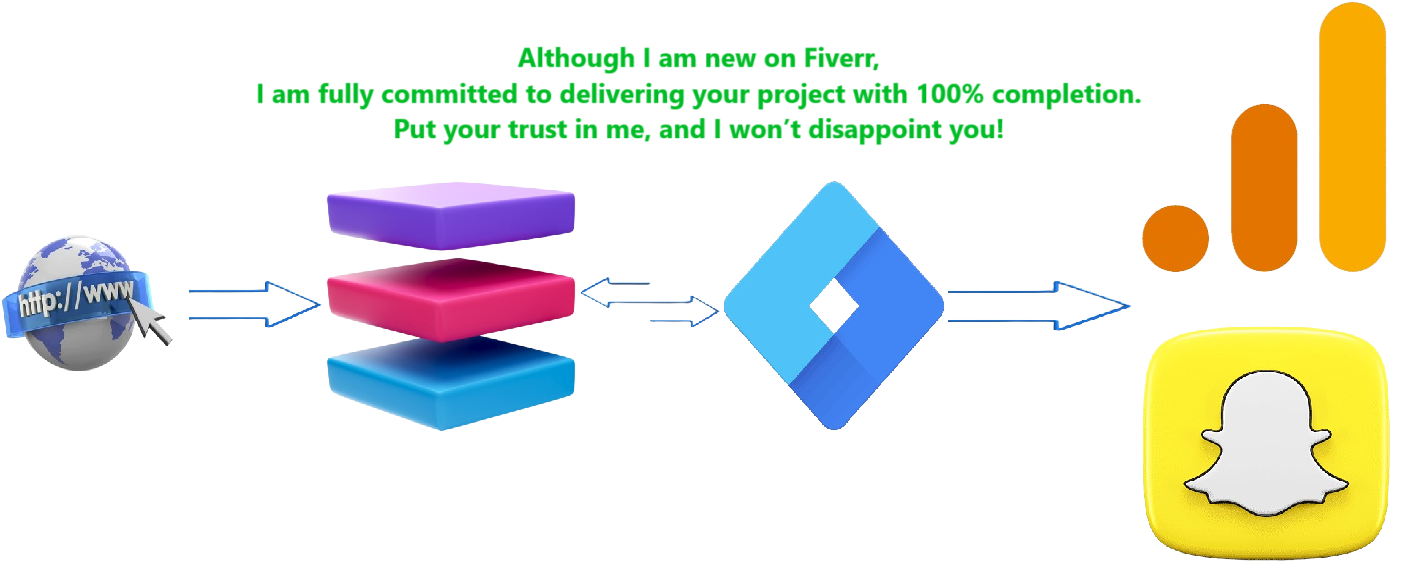 Although I am new on Fiverr,
I am fully committed to delivering your project with 100% completion.
Put your trust in me, and I won’t disappoint you!
http://www